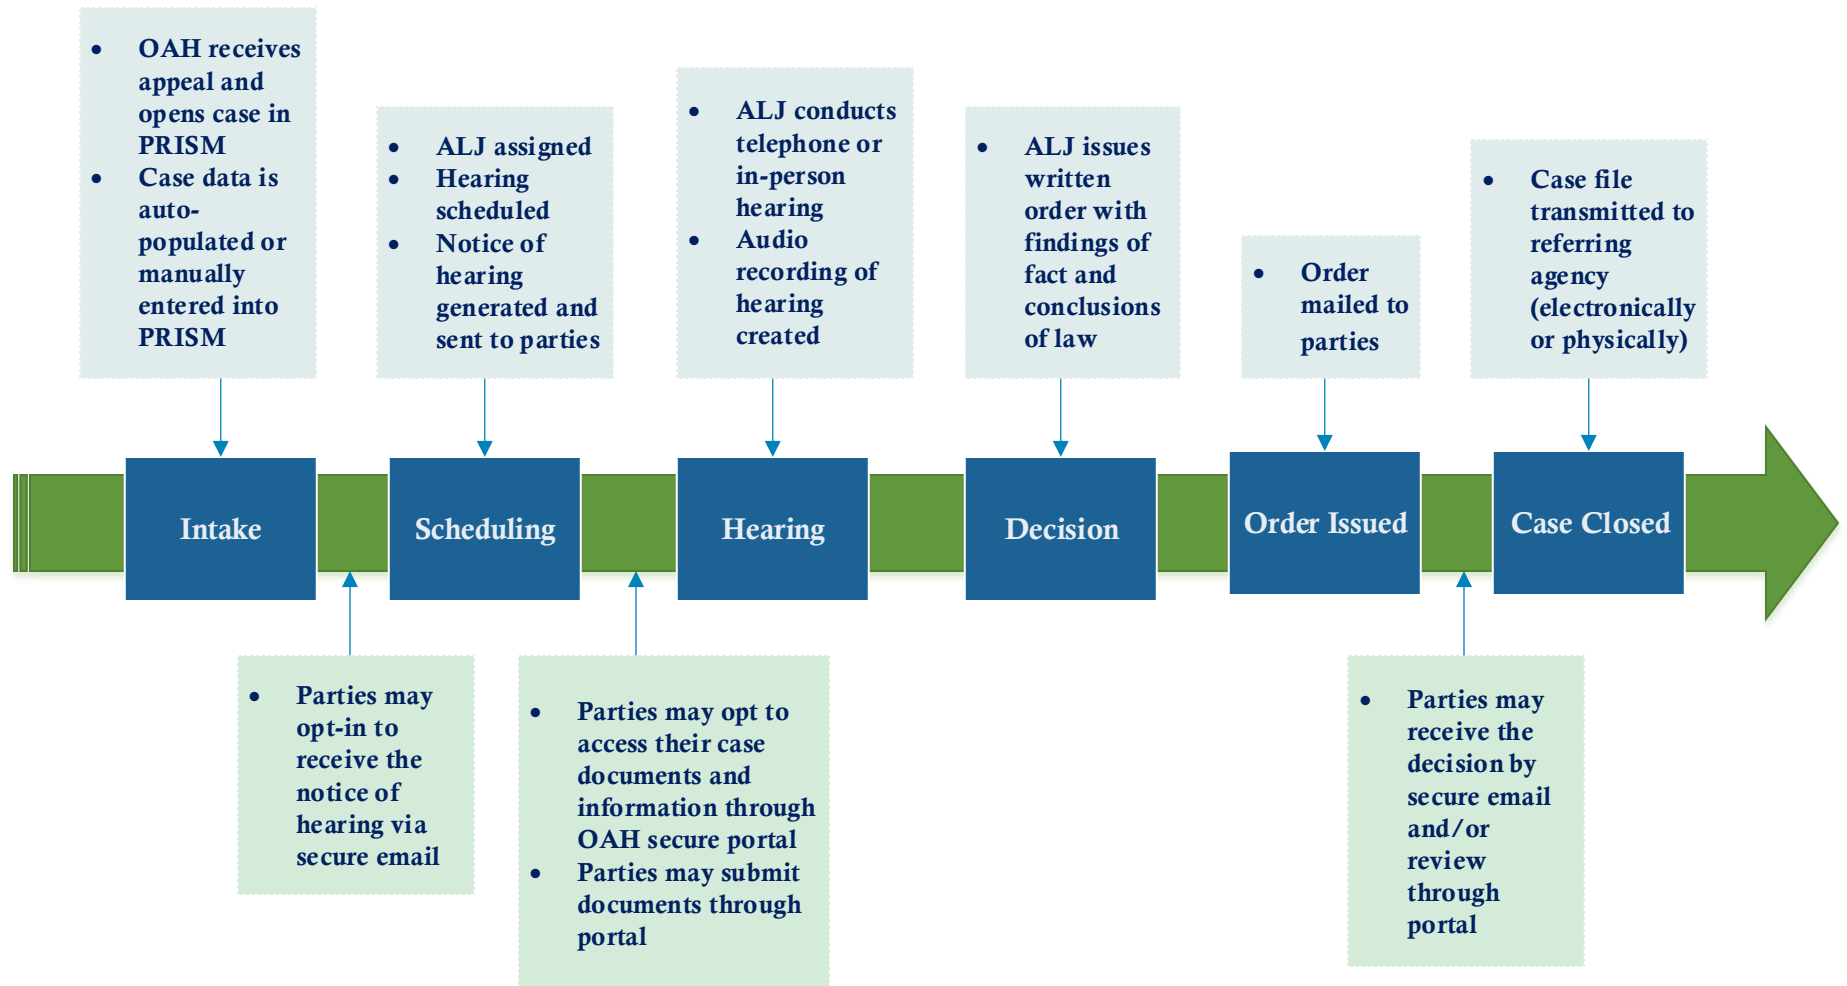 • OAH receives
appeal and
opens case in
PRISM
• Case data is
auto-
populated or
manually
entered into
PRISM
• ALJ assigned
• Hearing
scheduled
• Notice of
hearing
generated and
sent to parties
• ALJ conducts
telephone or
in-person
hearing
• Audio
recording of
hearing
created
• ALJ issues
written
order with
findings of
fact and
conclusions
of law
• Order
mailed to
parties
• Case file
transmitted to
referring
agency
(electronically
or physically)
Intake
Scheduling
Hearing
Decision
Order Issued
Case Closed
• Parties may
opt-in to
receive the
notice of
hearing via
secure email
• Parties may opt to
access their case
documents and
information through
OAH secure portal
• Parties may submit
documents through
portal
• Parties may
receive the
decision by
secure email
and/or
review
through
portal